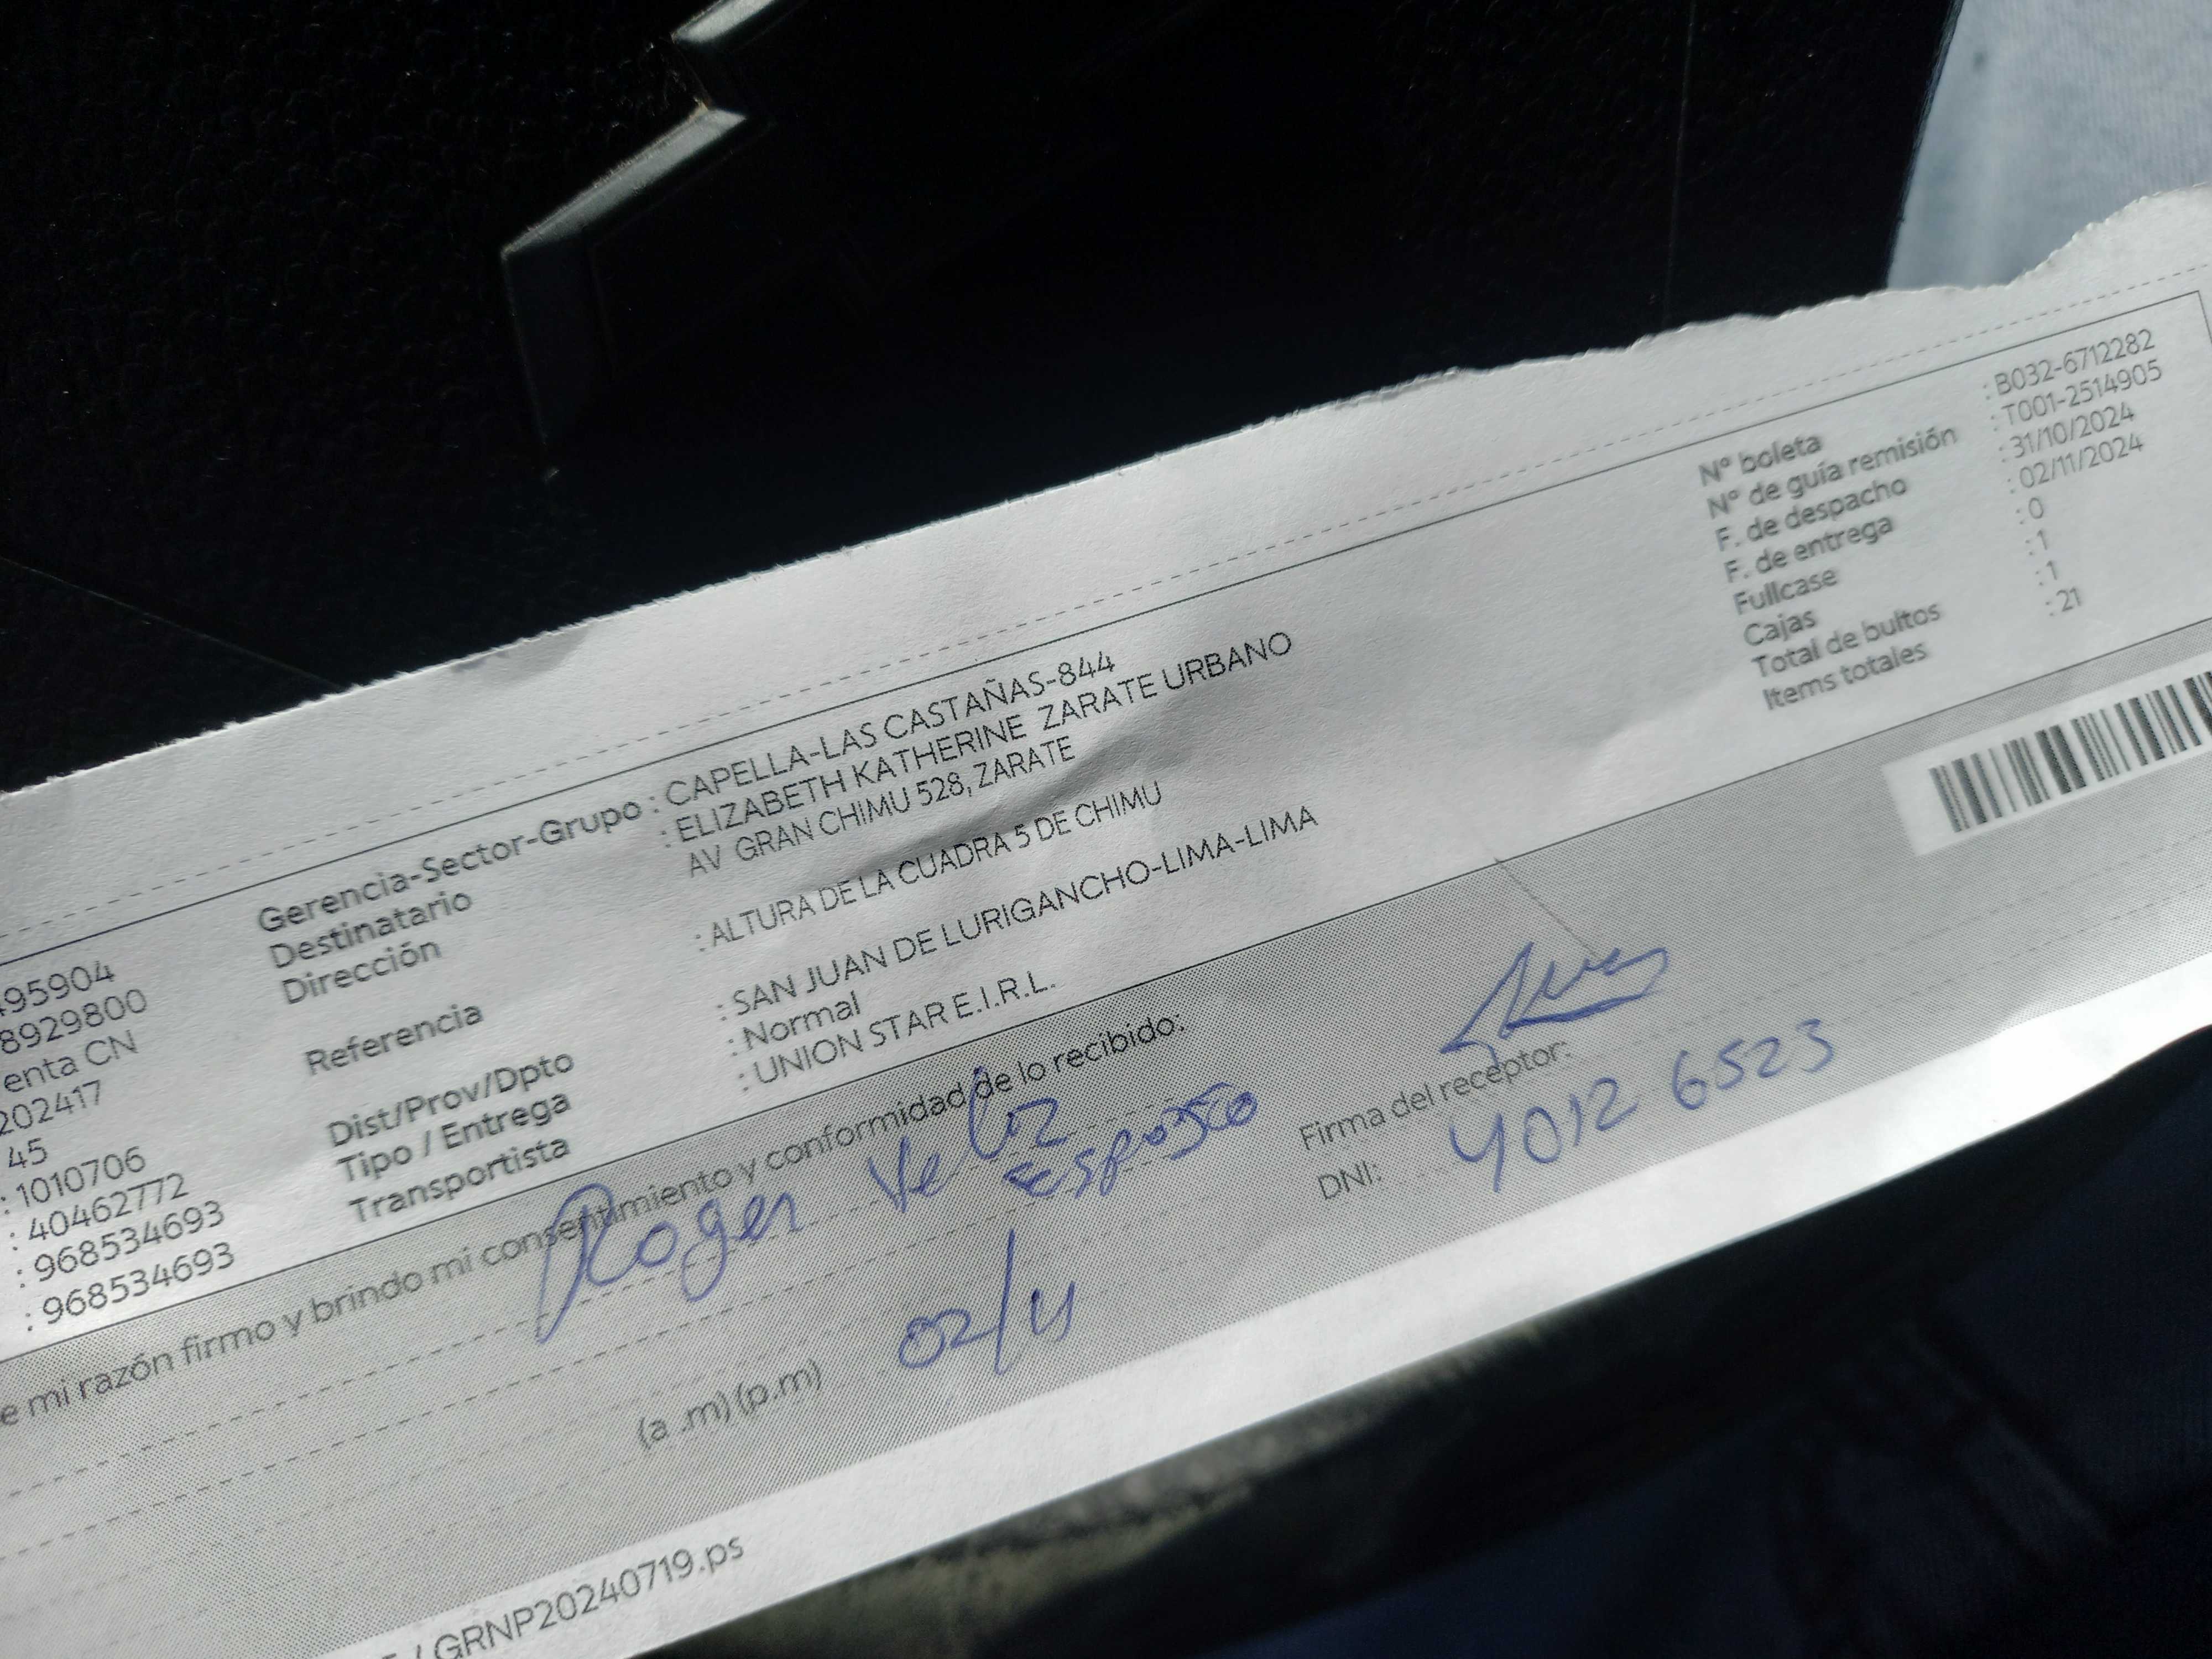 95904
8929800
enta CN
202417
45
: 1010706
: 40462772
: 968534693
: 968534693
Gerencia-Sector-Grupo : CAPELLA-LAS CASTAÑAS-844
Destinatario : ELIZABETH KATHERINE ZARATE URBANO
Dirección AV GRAN CHIMU 528, ZARATE
Referencia : ALTURA DE LA CUADRA 5 DE CHIMU
Dist/Prov/Dpto : SAN JUAN DE LURIGANCHO-LIMA-LIMA
Tipo / Entrega : Normal
Transportista : UNION STAR E.I.R.L.
N° boleta : B032-6712282
N° de guía remisión : T001-2514905
F. de despacho : 31/10/2024
F. de entrega : 02/11/2024
Fullcase : 0
Cajas : 1
Total de bultos : 1
Items totales : 21
e mi razón firmo y brindo mi consentimiento y conformidad de lo recibido:
Roger Veliz
(a .m) (p.m) 02/11
Firma del receptor:
DNI: 4012 6523
/ GRNP20240719.ps